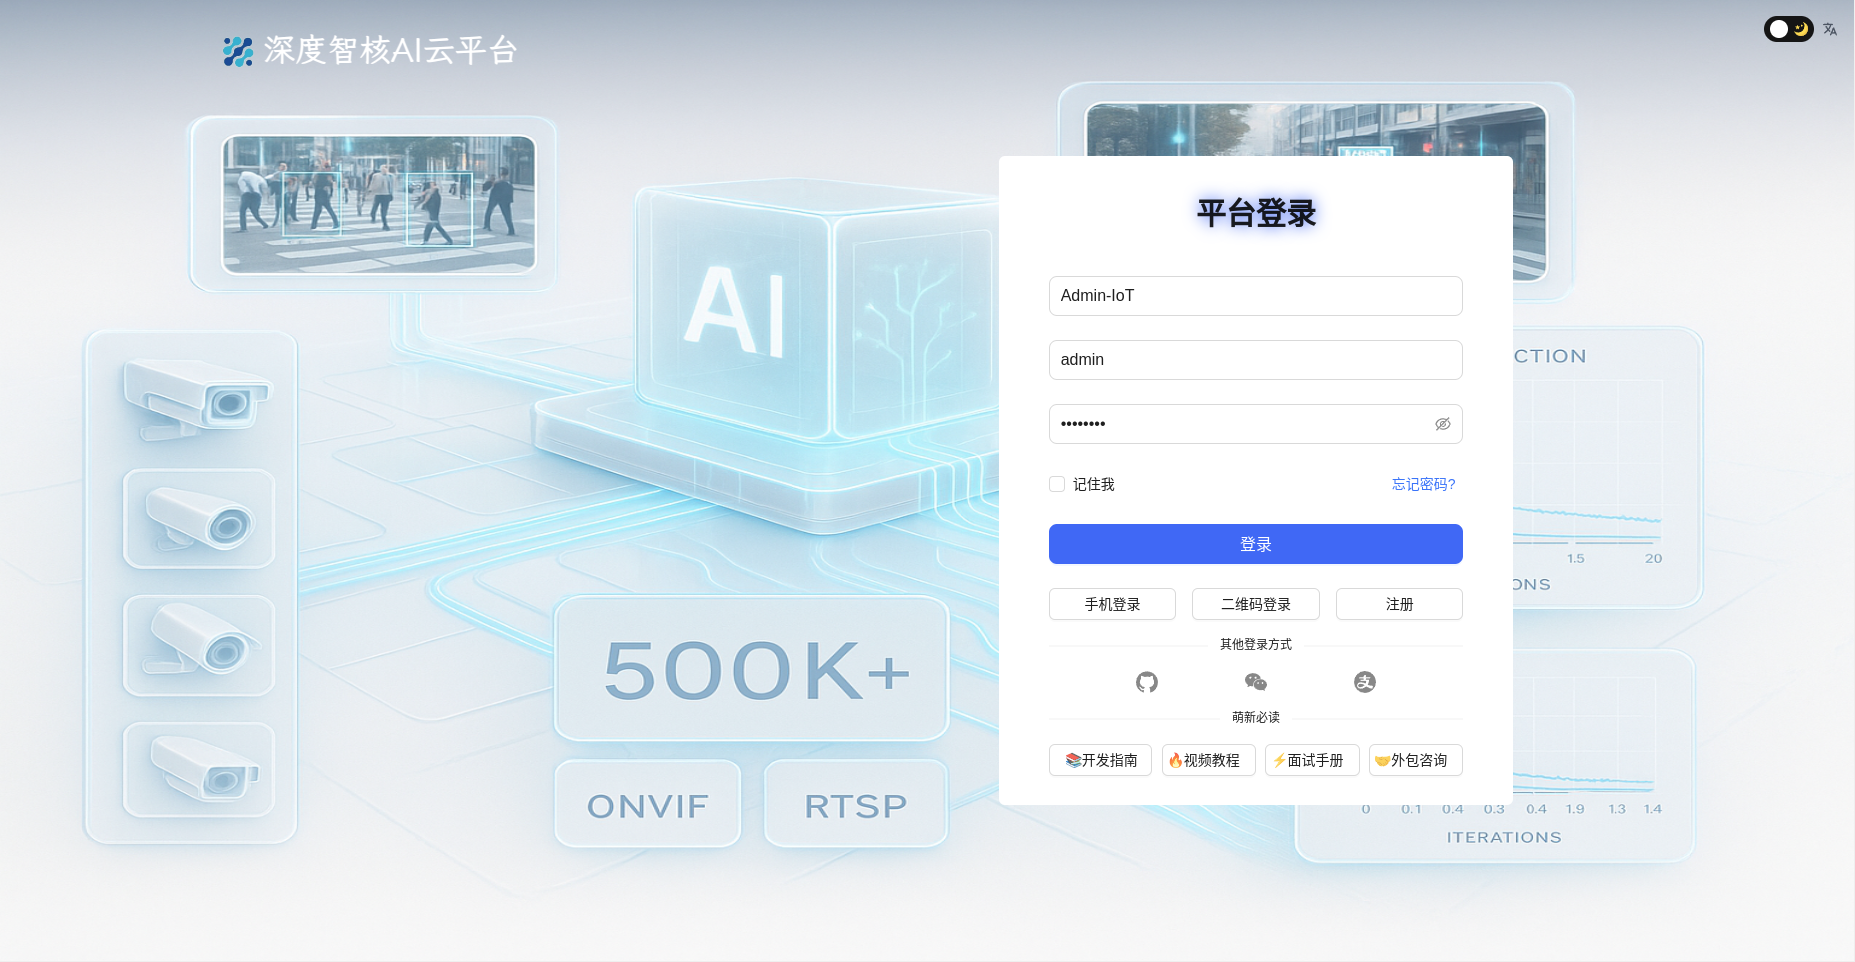 深度智核AI云平台
平台登录
AI
Admin-IoT
CTION
admin
••••••••
记住我
忘记密码?
登录
1.5 20
ONS
手机登录
二维码登录
注册
500K+
其他登录方式
萌新必读
📚开发指南
🔥视频教程
⚡面试手册
🤝外包咨询
ONVIF
RTSP
0 0.1 0.4 0.3 0.4 1.9 1.3 1.4
ITERATIONS